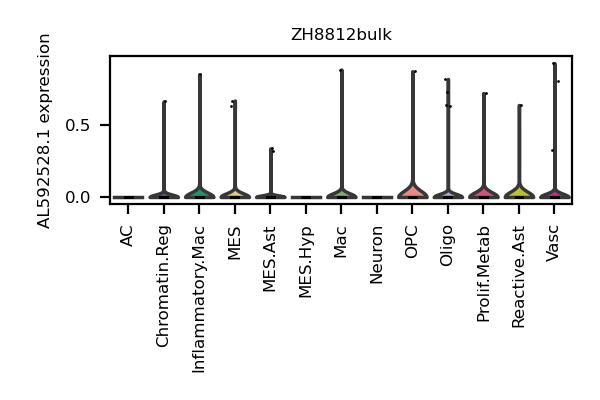 ZH8812bulk
AL592528.1 expression
0.5
0.0
AC
Chromatin.Reg
Inflammatory.Mac
MES
MES.Ast
MES.Hyp
Mac
Neuron
OPC
Oligo
Prolif.Metab
Reactive.Ast
Vasc